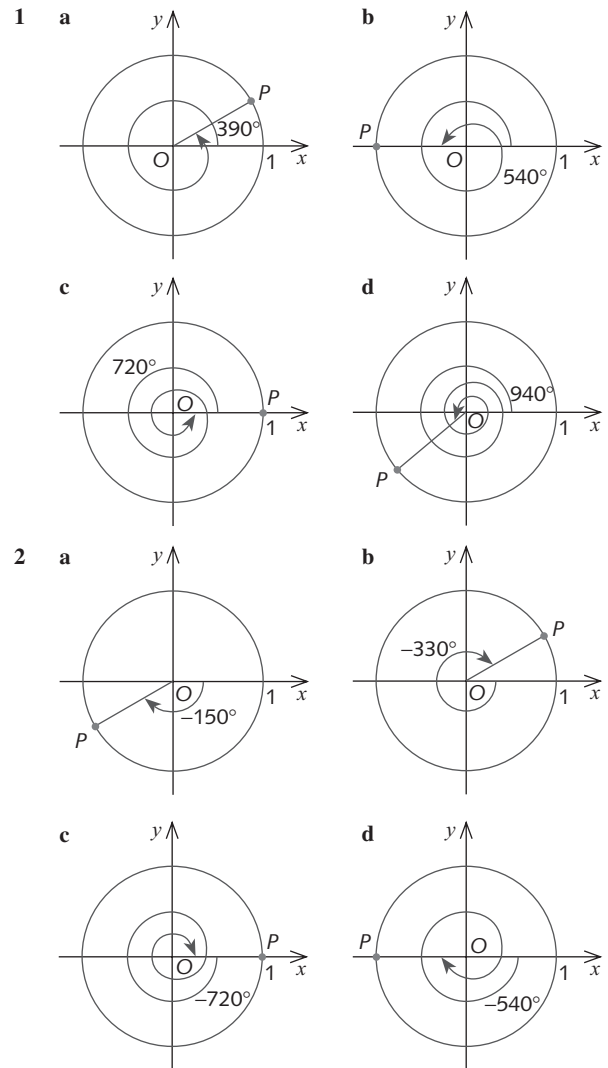 1 a b
y y
P
390°
O 1 x
P
O 1 x
540°
c d
y y
720°
O P
1 x
940°
O 1 x
P
2 a b
y y
P
–330°
O 1 x
–150°
P
O 1 x
c d
y y
P
O 1 x
–720°
P O
1 x
–540°